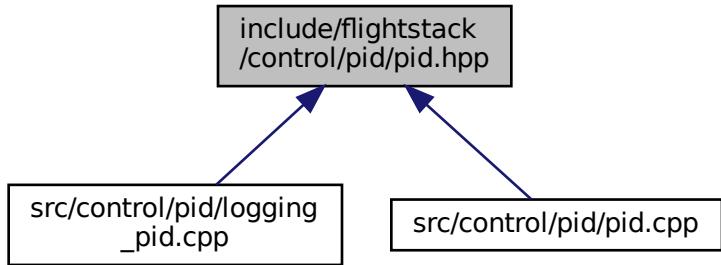 include/flightstack
/control/pid/pid.hpp
src/control/pid/logging
_pid.cpp
src/control/pid/pid.cpp